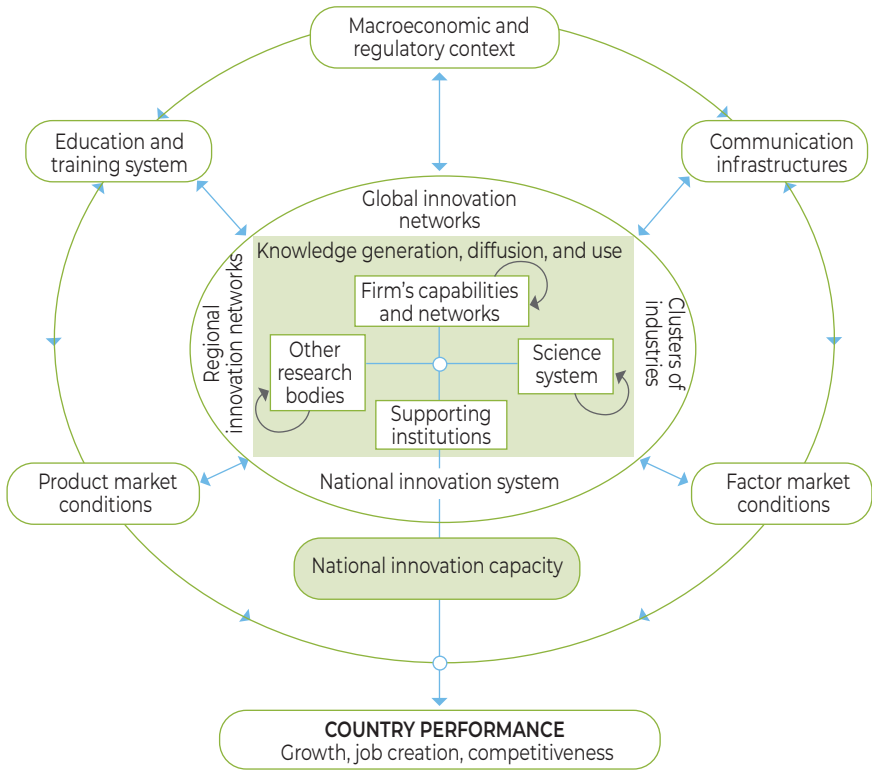 Macroeconomic and
regulatory context
Education and
training system
Communication
infrastructures
Global innovation
networks
Knowledge generation, diffusion, and use
Regional
innovation networks
Firm's capabilities
and networks
Clusters of
industries
Other
research
bodies
Science
system
Supporting
institutions
Product market
conditions
National innovation system
Factor market
conditions
National innovation capacity
COUNTRY PERFORMANCE
Growth, job creation, competitiveness